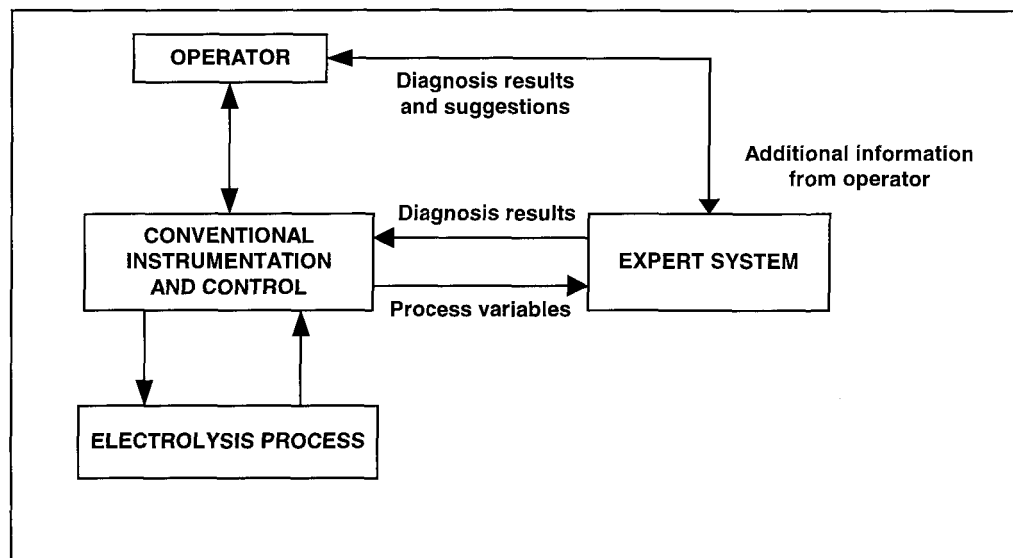 OPERATOR
Diagnosis results
and suggestions
Additional information
from operator
CONVENTIONAL
INSTRUMENTATION
AND CONTROL
Diagnosis results
EXPERT SYSTEM
Process variables
ELECTROLYSIS PROCESS